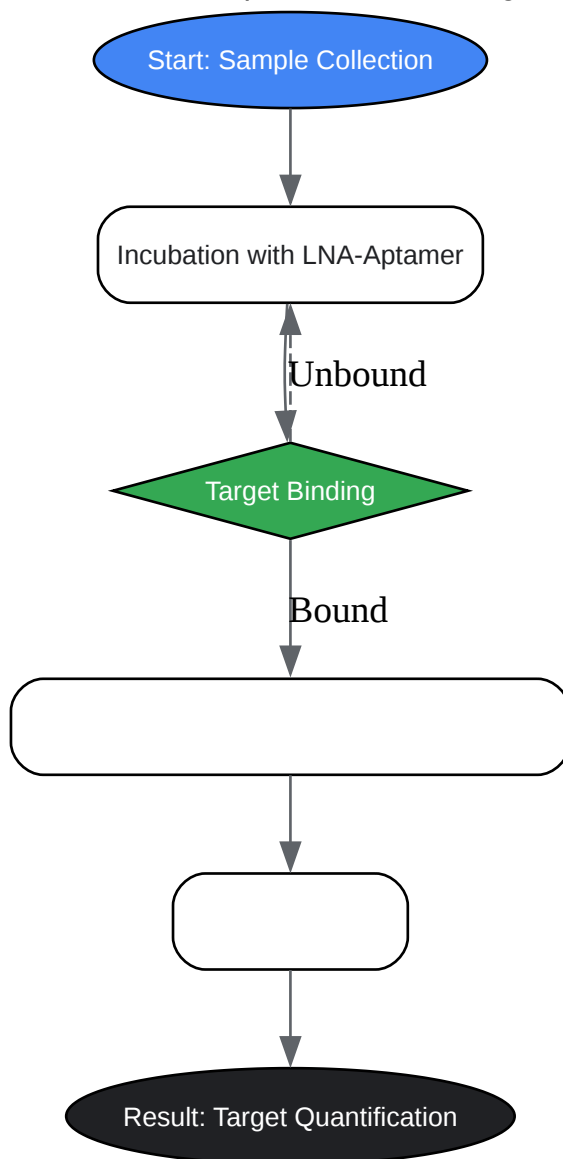 Start: Sample Collection
Incubation with LNA-Aptamer
Unbound
Target Binding
Bound
Result: Target Quantification